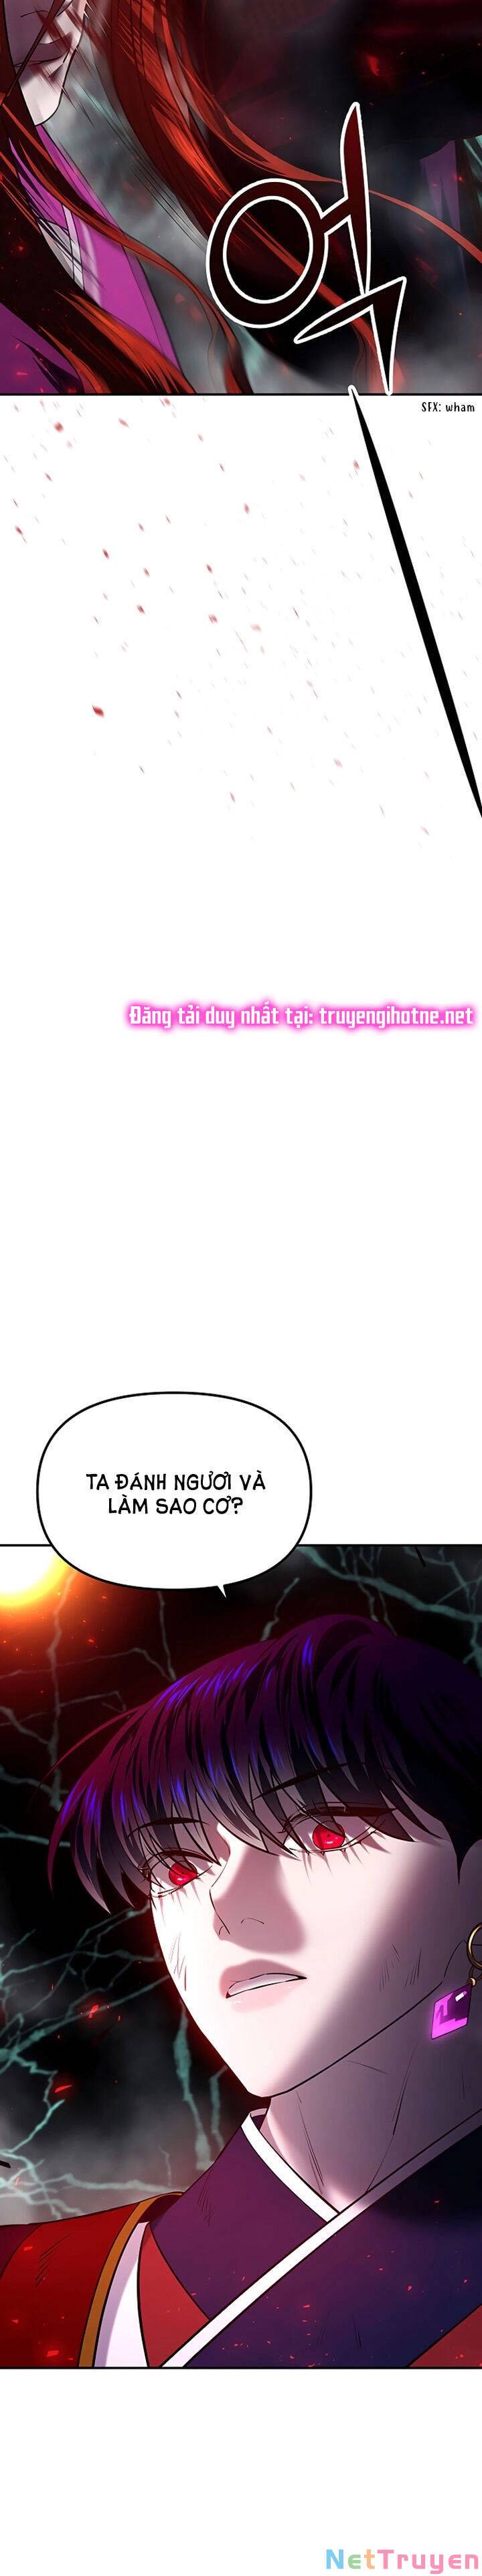 억
SFX: wham
Đăng tải duy nhất tại: truyengihotne.net
TA ĐÁNH NGƯƠI VÀ
LÀM SAO CƠ?
NetTruyen